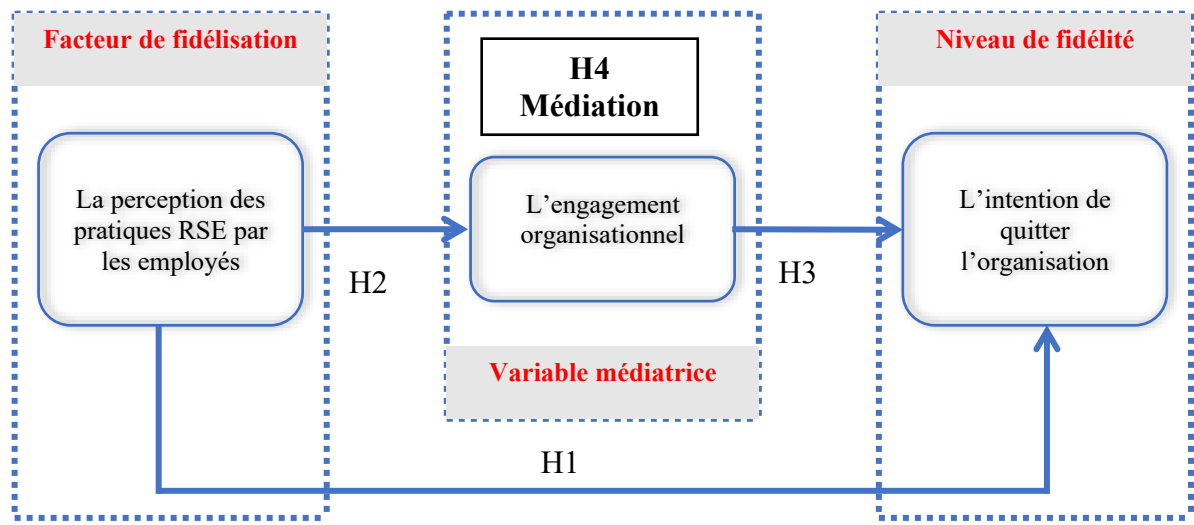 Facteur de fidélisation
La perception des
pratiques RSE par
les employés
H2
H4
Médiation
L’engagement
organisationnel
Variable médiatrice
H3
Niveau de fidélité
L’intention de
quitter
l’organisation
H1